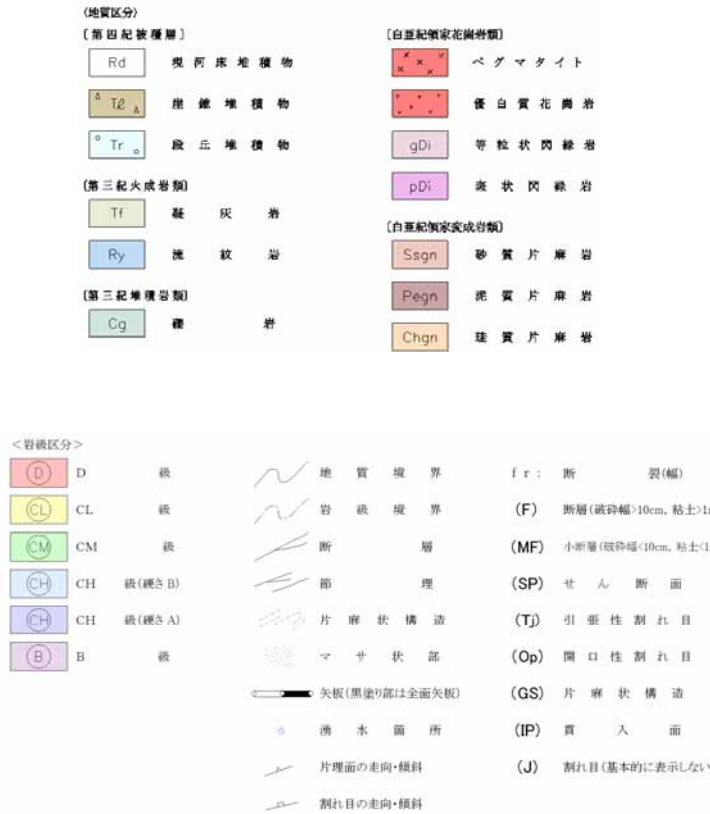 〈地質区分〉
〔第四紀被覆層〕
Rd 現河床堆積物
Tl 崖錐堆積物
Tr 段丘堆積物
〔第三紀火成岩類〕
Tf 凝灰岩
Ry 流紋岩
〔第三紀堆積岩類〕
Cg 礫岩
〔白亜紀領家花崗岩類〕
ペグマタイト
優白質花崗岩
gDi 等粒状閃緑岩
pDi 斑状閃緑岩
〔白亜紀領家変成岩類〕
Ssgn 砂質片麻岩
Pegn 泥質片麻岩
Chgn 珪質片麻岩
<岩級区分>
D D 級
CL CL 級
CM CM 級
CH CH 級(硬さB)
CH CH 級(硬さA)
B B 級
地質境界
岩級境界
断層
節理
片麻状構造
マサ状部
矢板(黒塗り部は全面矢板)
湧水箇所
片理面の走向・傾斜
割れ目の走向・傾斜
fr: 断裂(幅)
(F) 断層(破砕幅>10cm, 粘土>1
(MF) 小断層(破砕幅<10cm, 粘土<1
(SP) せん断面
(Tj) 引張性割れ目
(Op) 開口性割れ目
(GS) 片麻状構造
(IP) 貫入面
(J) 割れ目(基本的に表示しない